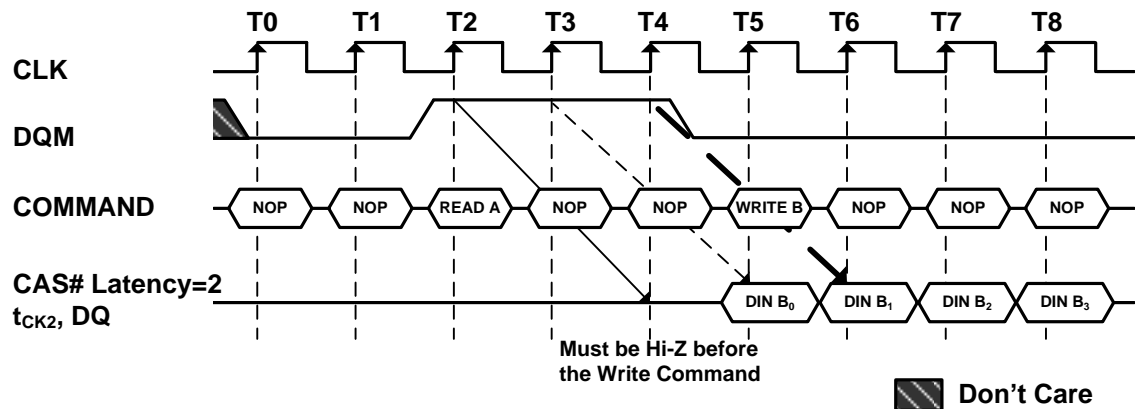 T0 T1 T2 T3 T4 T5 T6 T7 T8
CLK
DQM
COMMAND NOP NOP READ A NOP NOP WRITE B NOP NOP NOP
CAS# Latency=2
tCK2, DQ DIN B0 DIN B1 DIN B2 DIN B3
Must be Hi-Z before
the Write Command
Don't Care